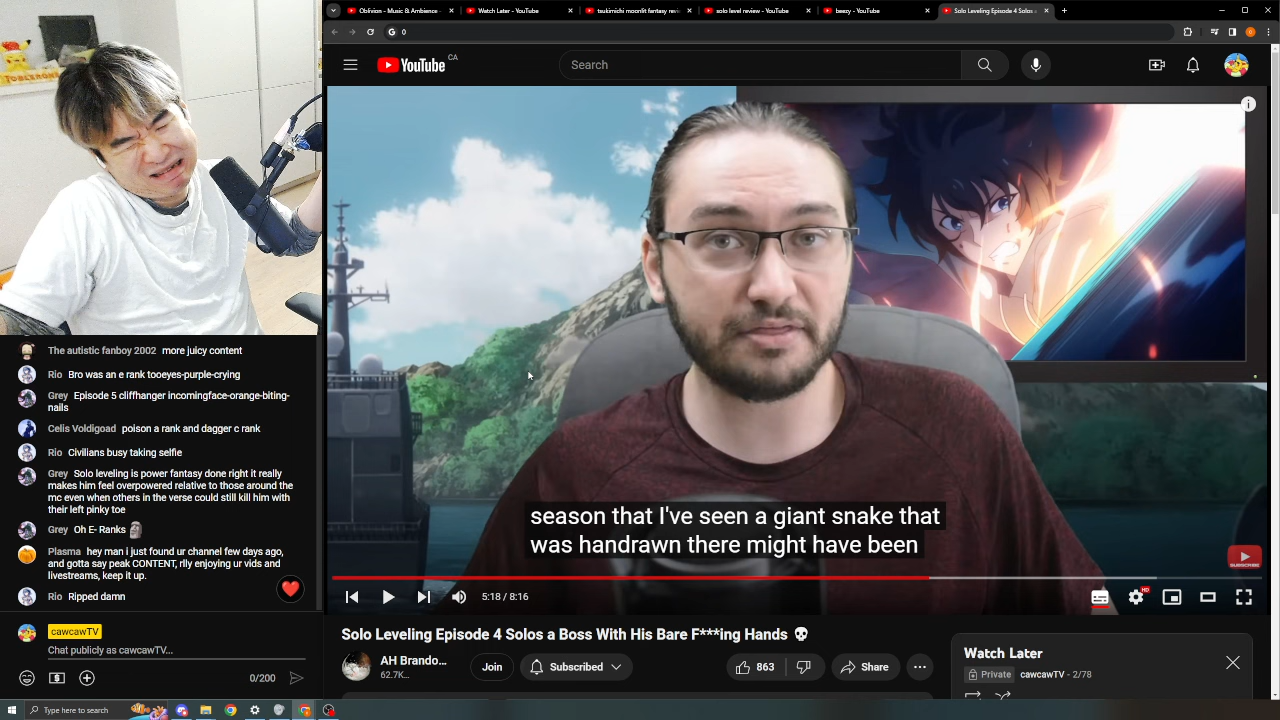 Oblivion - Music & Ambience
Watch Later - YouTube
tsukimichi moonlit fantasy revi
solo level review - YouTube
beezy - YouTube
Solo Leveling Episode 4 Solos a
0
YouTube CA
Search
TOBLERONE
season that I've seen a giant snake that
was handrawn there might have been
SUBSCRIBE
5:18 / 8:16
HD
Solo Leveling Episode 4 Solos a Boss With His Bare F***ing Hands 💀
AH Brando...
62.7K...
Join
Subscribed
863
Share
Watch Later
Private
cawcawTV - 2/78
The autistic fanboy 2002 more juicy content
Rio Bro was an e rank tooeyes-purple-crying
Grey Episode 5 cliffhanger incomingface-orange-biting-
nails
Celis Voldigoad poison a rank and dagger c rank
Rio Civilians busy taking selfie
Grey Solo leveling is power fantasy done right it really
makes him feel overpowered relative to those around the
mc even when others in the verse could still kill him with
their left pinky toe
Grey Oh E- Ranks 🗿
Plasma hey man i just found ur channel few days ago,
and gotta say peak CONTENT, rlly enjoying ur vids and
livestreams, keep it up.
Rio Ripped damn
cawcawTV
Chat publicly as cawcawTV...
0/200
Type here to search